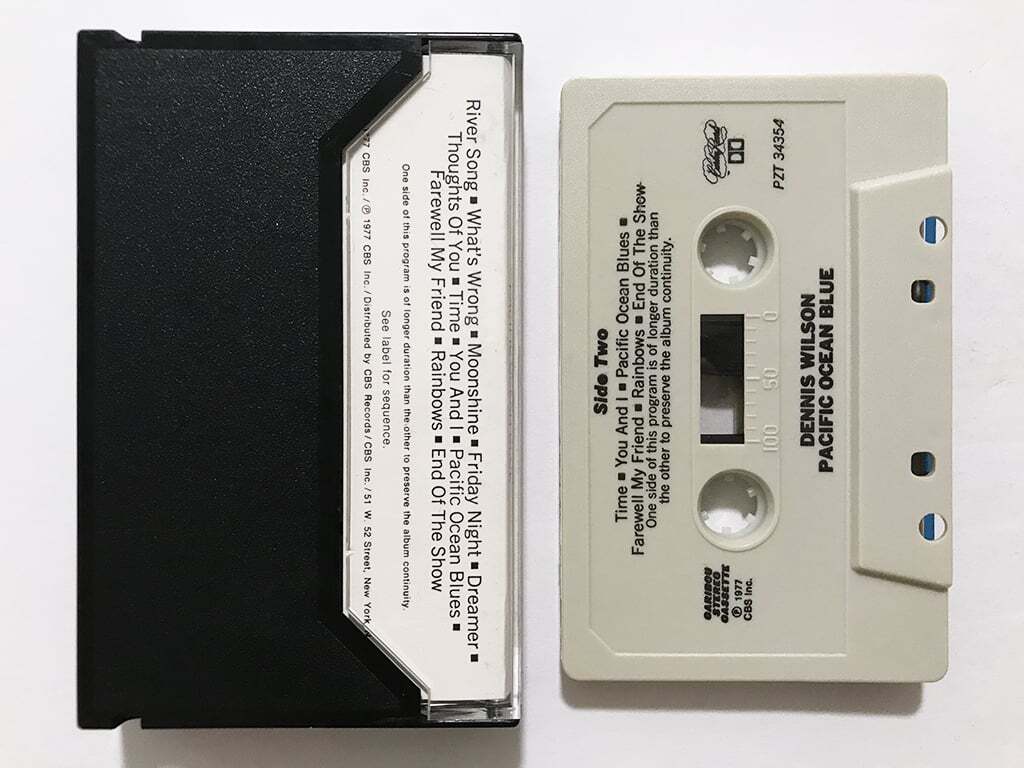 River Song ▪ What's Wrong ▪ Moonshine ▪ Friday Night ▪ Dreamer ▪
Thoughts Of You ▪ Time ▪ You And I ▪ Pacific Ocean Blues ▪
Farewell My Friend ▪ Rainbows ▪ End Of The Show
One side of this program is of longer duration than the other to preserve the album continuity.
See label for sequence.
77 CBS Inc./℗ 1977 CBS Inc./Distributed by CBS Records/CBS Inc./51 W 52 Street, New York
DENNIS WILSON
PACIFIC OCEAN BLUE
PZT 34354
0 50 100
CARIBOU
STEREO
CASSETTE
℗ 1977
CBS Inc.
Side Two
Time ▪ You And I ▪ Pacific Ocean Blues ▪
Farewell My Friend ▪ Rainbows ▪ End Of The Show
One side of this program is of longer duration than
the other to preserve the album continuity.